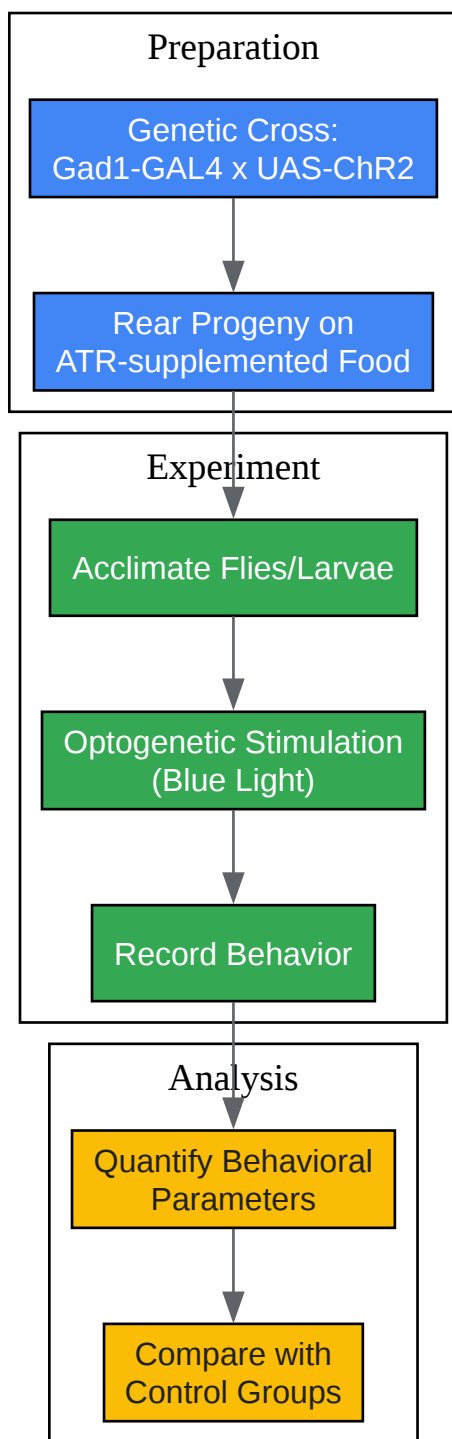 Preparation
Genetic Cross:
Gad1-GAL4 x UAS-ChR2
Rear Progeny on
ATR-supplemented Food
Experiment
Acclimate Flies/Larvae
Optogenetic Stimulation
(Blue Light)
Record Behavior
Analysis
Quantify Behavioral
Parameters
Compare with
Control Groups